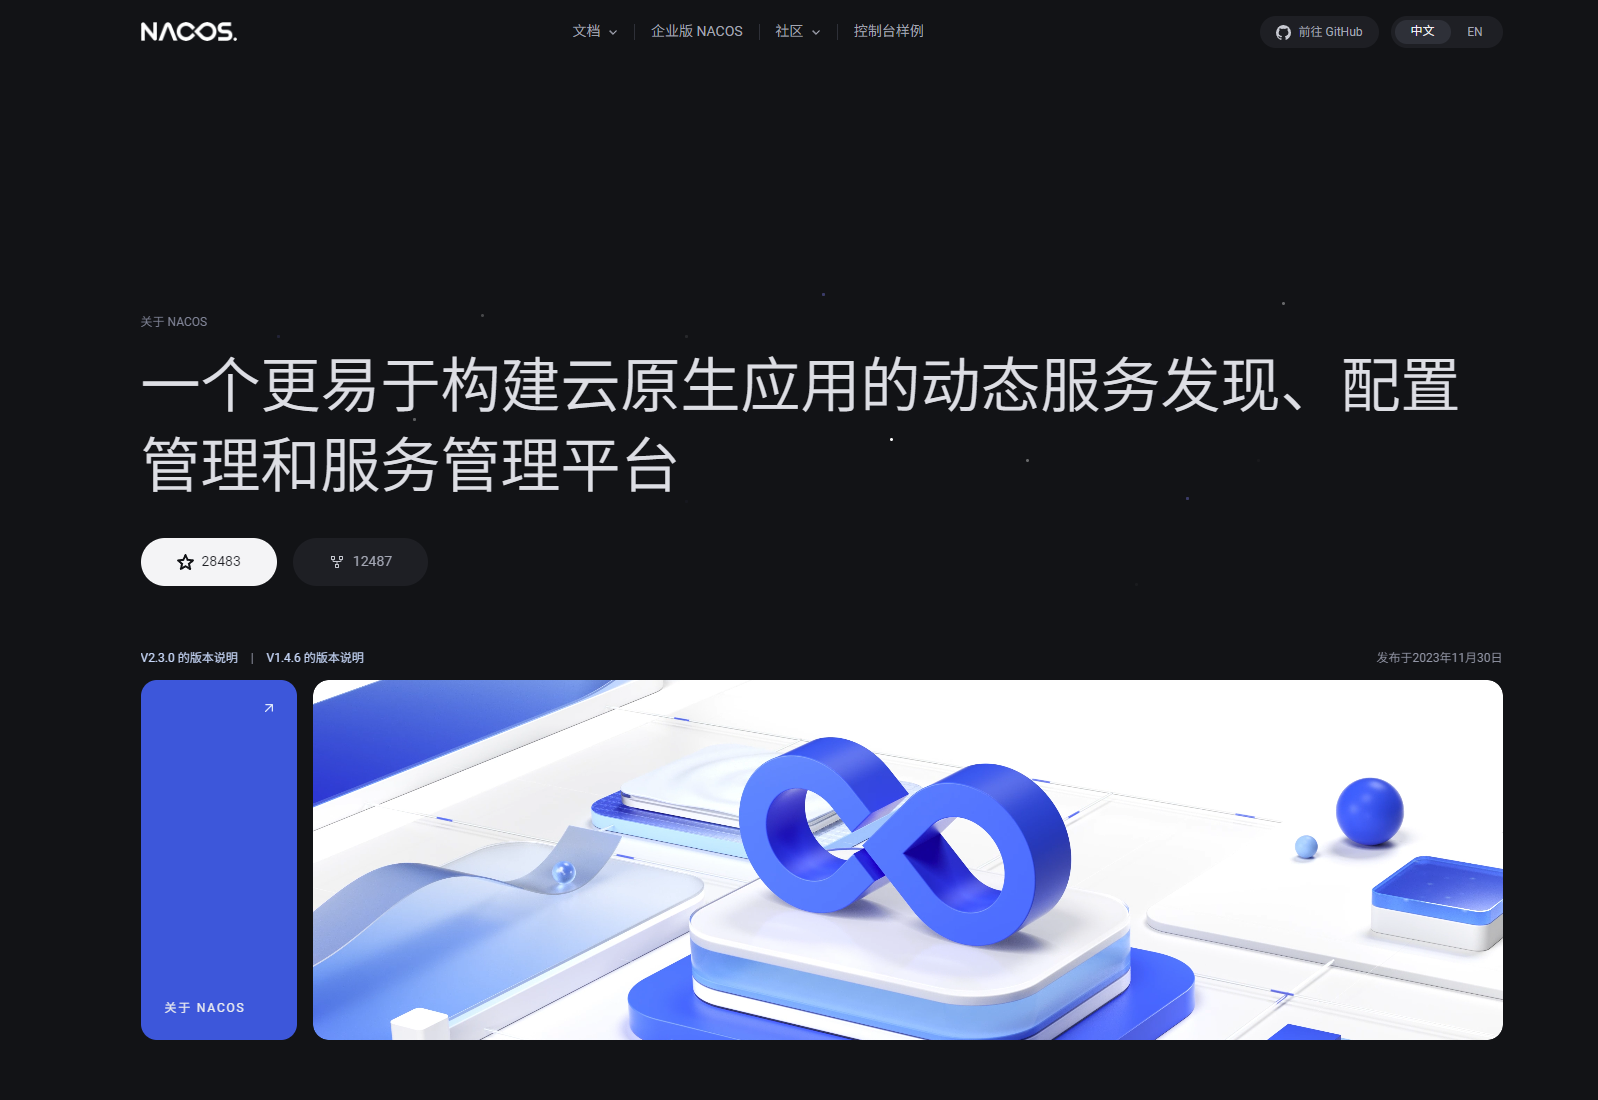 NACOS.
文档
企业版 NACOS
社区
控制台样例
前往 GitHub
中文
EN
关于 NACOS
一个更易于构建云原生应用的动态服务发现、配置
管理和服务管理平台
28483
12487
V2.3.0 的版本说明 | V1.4.6 的版本说明
发布于2023年11月30日
关于 NACOS